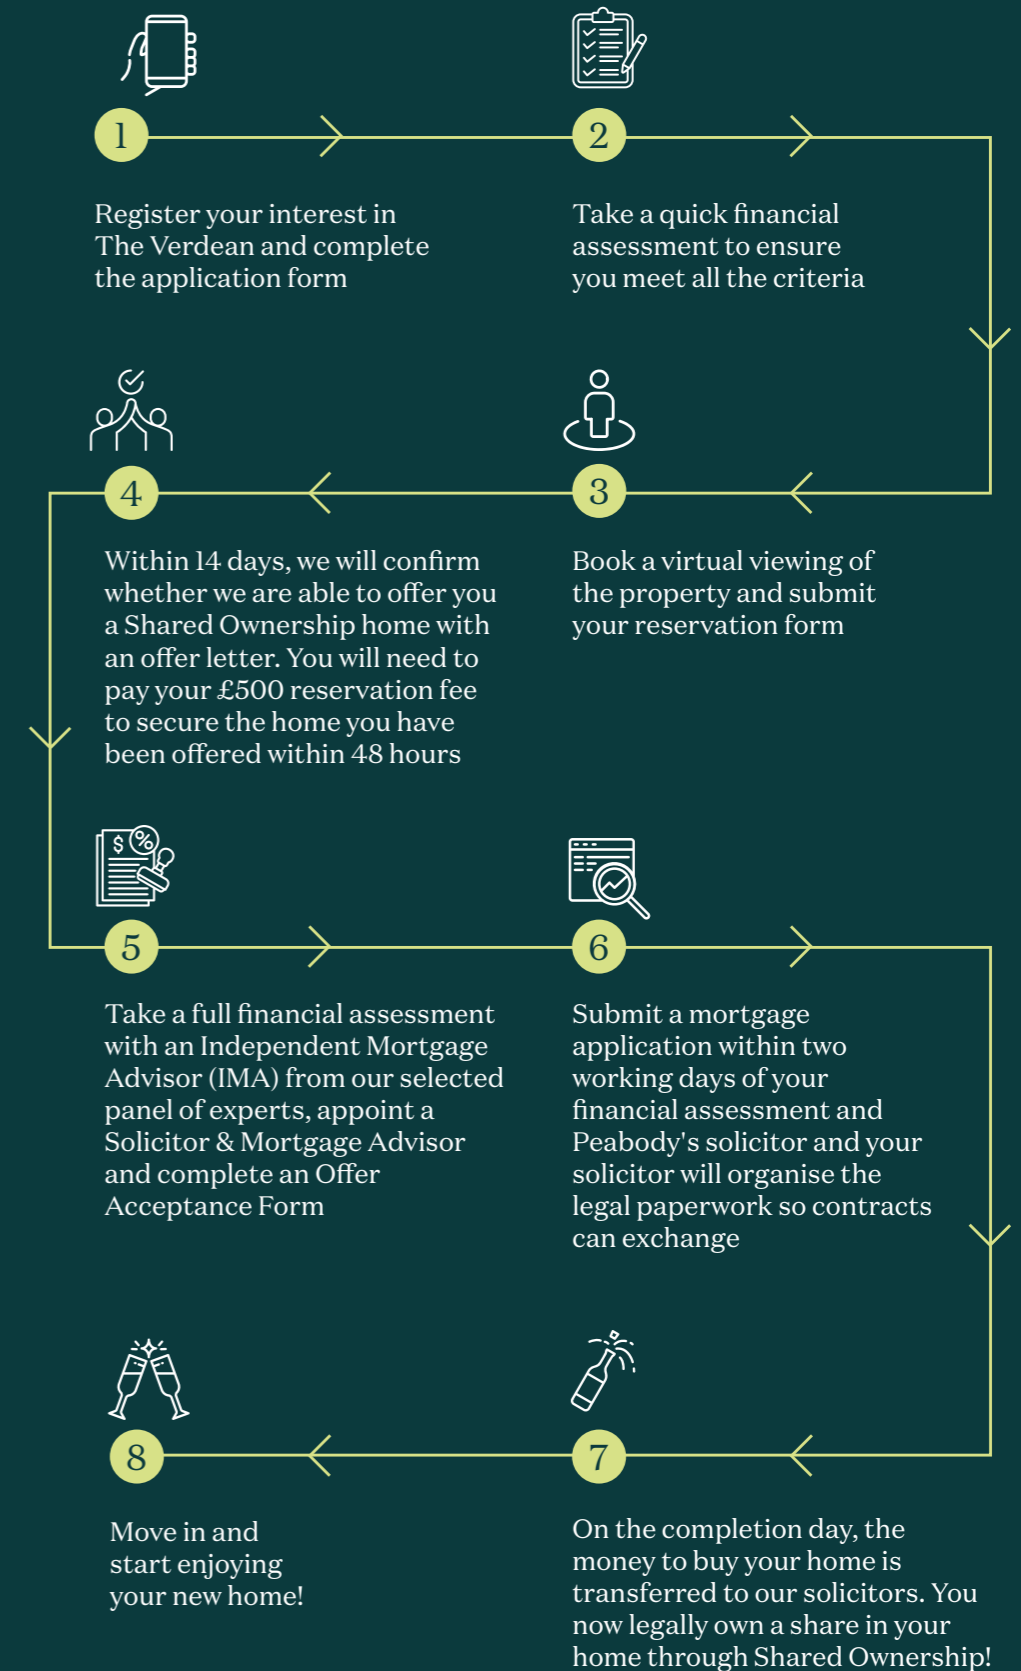 1
Register your interest in
The Verdean and complete
the application form
2
Take a quick financial
assessment to ensure
you meet all the criteria
3
Book a virtual viewing of
the property and submit
your reservation form
4
Within 14 days, we will confirm
whether we are able to offer you
a Shared Ownership home with
an offer letter. You will need to
pay your £500 reservation fee
to secure the home you have
been offered within 48 hours
$ %
5
Take a full financial assessment
with an Independent Mortgage
Advisor (IMA) from our selected
panel of experts, appoint a
Solicitor & Mortgage Advisor
and complete an Offer
Acceptance Form
6
Submit a mortgage
application within two
working days of your
financial assessment and
Peabody's solicitor and your
solicitor will organise the
legal paperwork so contracts
can exchange
7
On the completion day, the
money to buy your home is
transferred to our solicitors. You
now legally own a share in your
home through Shared Ownership!
8
Move in and
start enjoying
your new home!